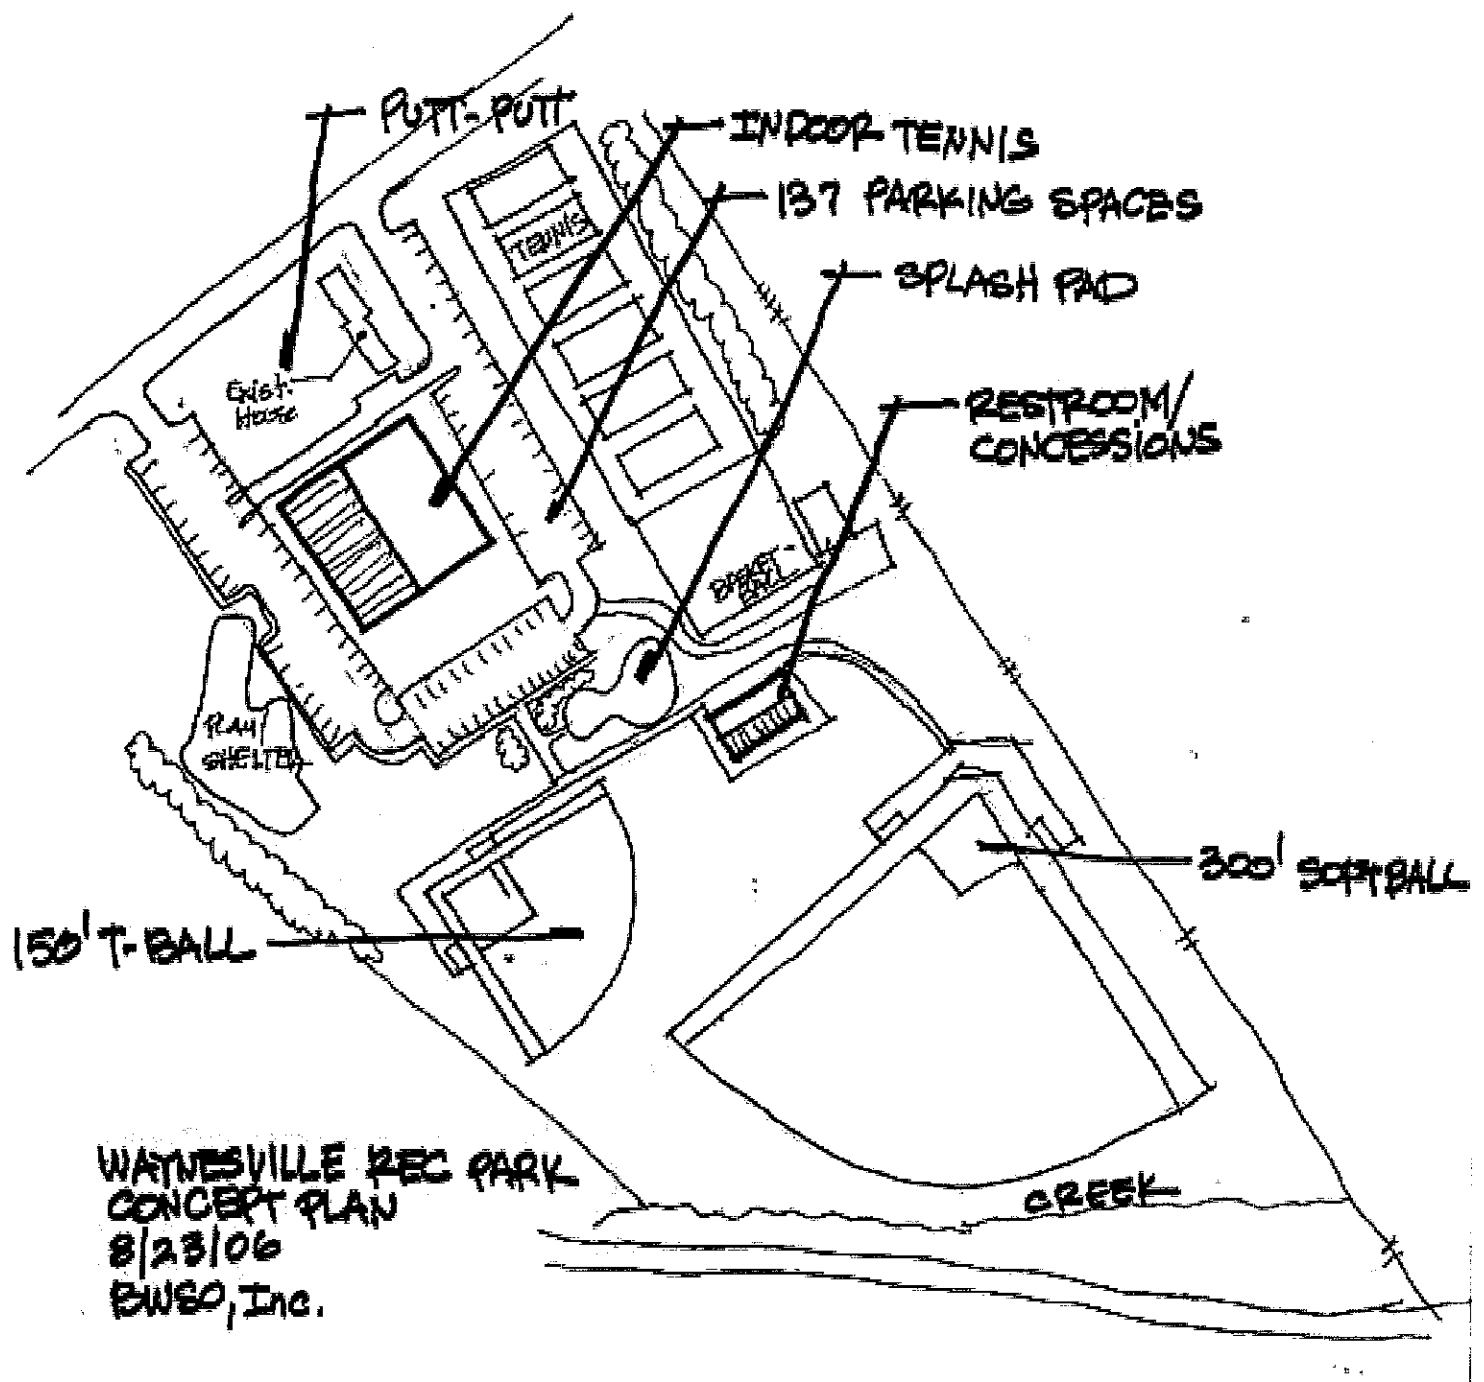 PUTT-PUTT
INDOOR TENNIS
137 PARKING SPACES
TENNIS
SPLASH PAD
EXIST.
HOUSE
RESTROOM/
CONCESSIONS
BASKET-
BALL
PLAY/
SHELTER
300' SOFTBALL
150' T-BALL
WAYNESVILLE REC PARK
CONCEPT PLAN
8/23/06
BWSO, Inc.
CREEK